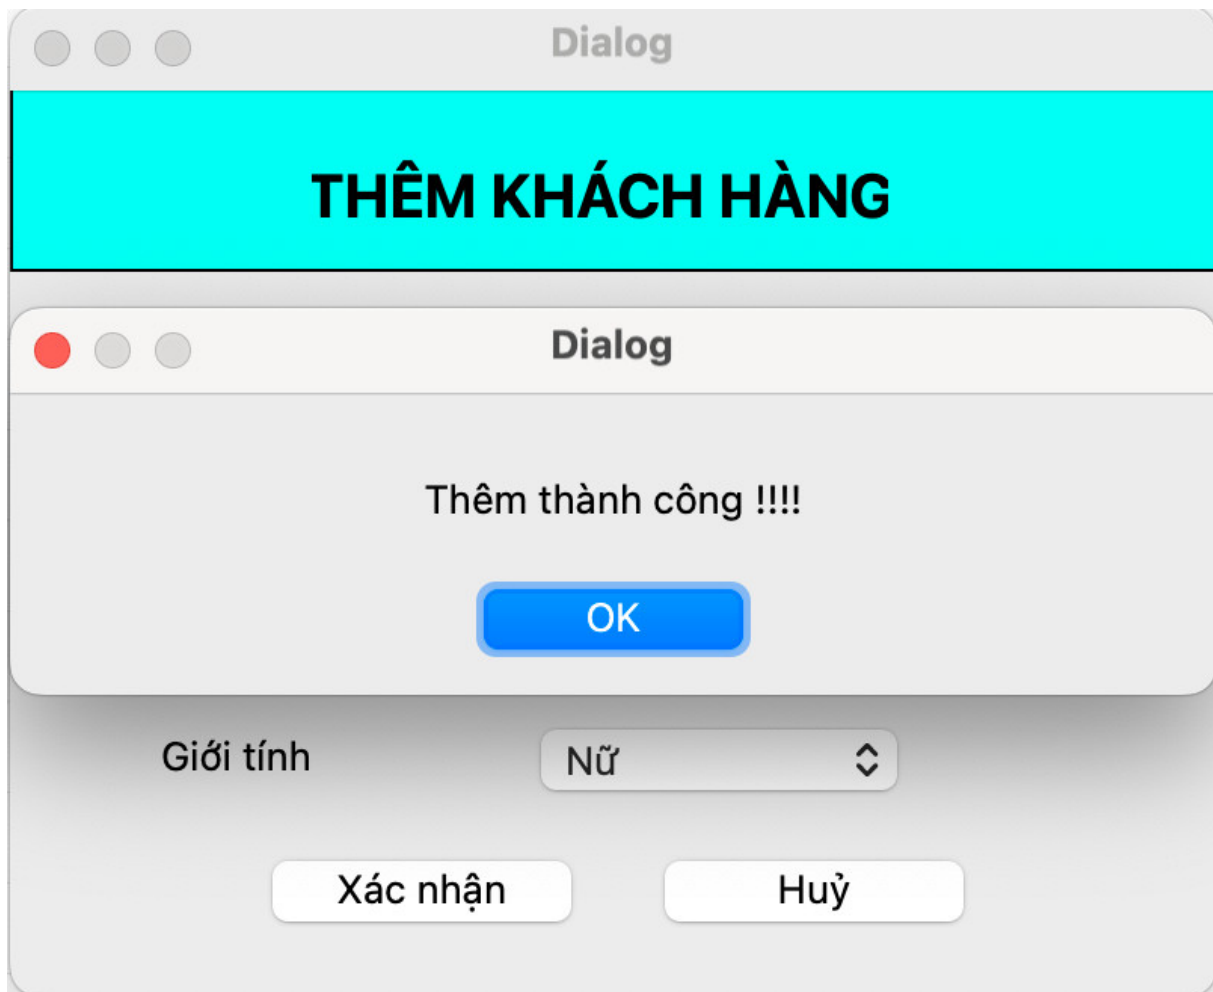 Dialog
THÊM KHÁCH HÀNG
Dialog
Thêm thành công !!!!
OK
Giới tính Nữ
Xác nhận Huỷ